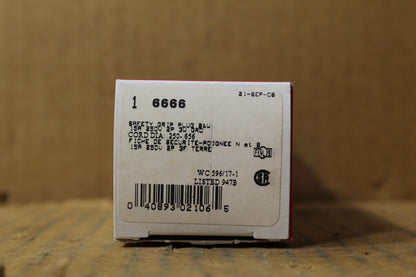 21-SEP-06
1 6666
SAFETY GRIP PLUG B&W
15A 250V 2P 3W GRD
CORD DIA: .250-.656
FICHE DE SECURITE-POIGNEE N et
15A 250V 2P 3F TERRE
WC 596/17-1
LISTED 947B
0 40893 02106 5